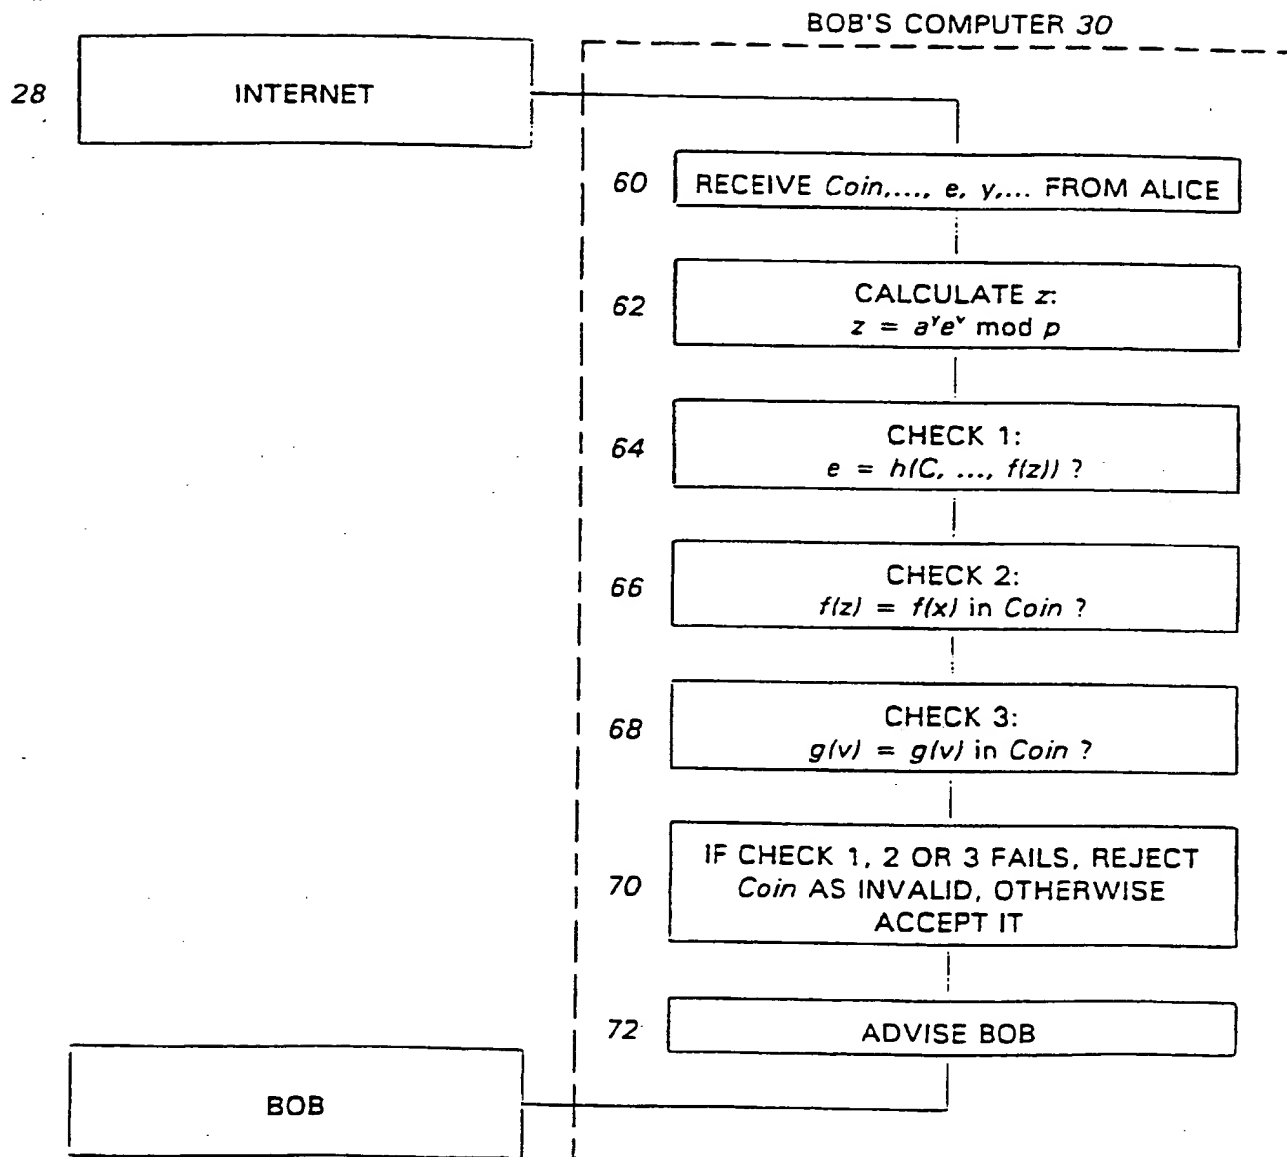 BOB'S COMPUTER 30
28
INTERNET
60
RECEIVE Coin,..., e, y,... FROM ALICE
62
CALCULATE z:
z = aʸeᵛ mod p
64
CHECK 1:
e = h(C, ..., f(z)) ?
66
CHECK 2:
f(z) = f(x) in Coin ?
68
CHECK 3:
g(v) = g(v) in Coin ?
70
IF CHECK 1, 2 OR 3 FAILS, REJECT
Coin AS INVALID, OTHERWISE
ACCEPT IT
72
ADVISE BOB
BOB